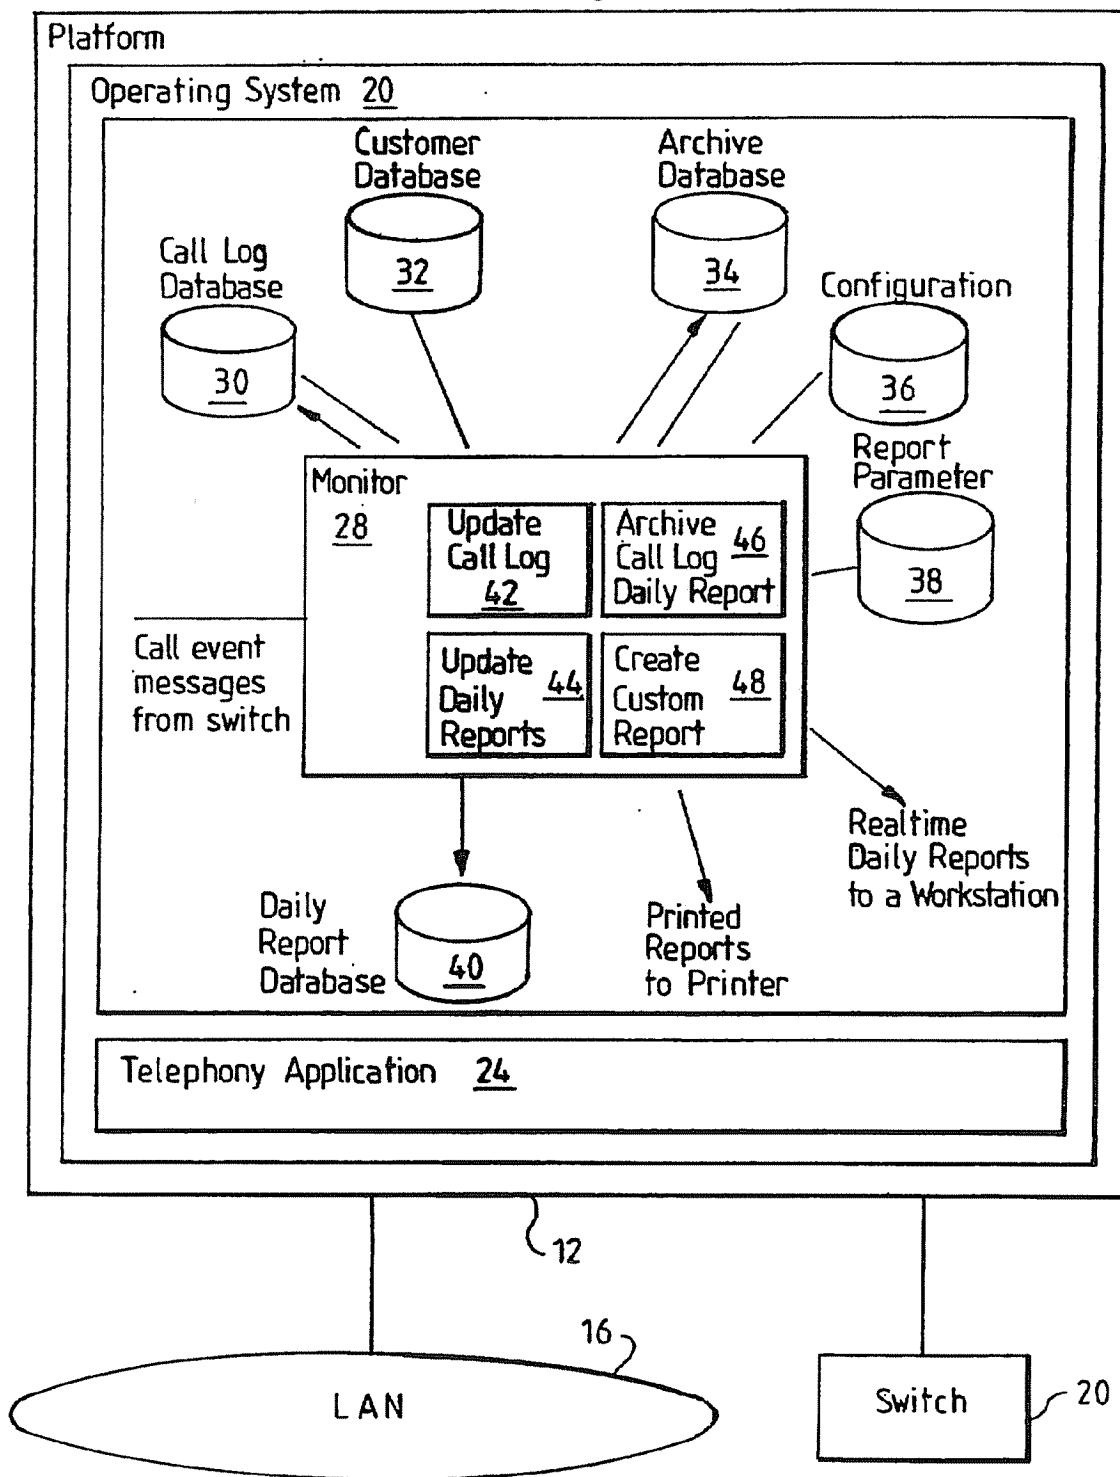 Platform
Operating System 20
Customer
Database
32
Archive
Database
34
Call Log
Database
30
Configuration
36
Report
Parameter
38
Monitor
28
Update
Call Log
42
Archive
Call Log
Daily Report
46
Update
Daily
Reports
44
Create
Custom
Report
48
Call event
messages
from switch
Realtime
Daily Reports
to a Workstation
Daily
Report
Database
40
Printed
Reports
to Printer
Telephony Application 24
12
16
LAN
Switch
20